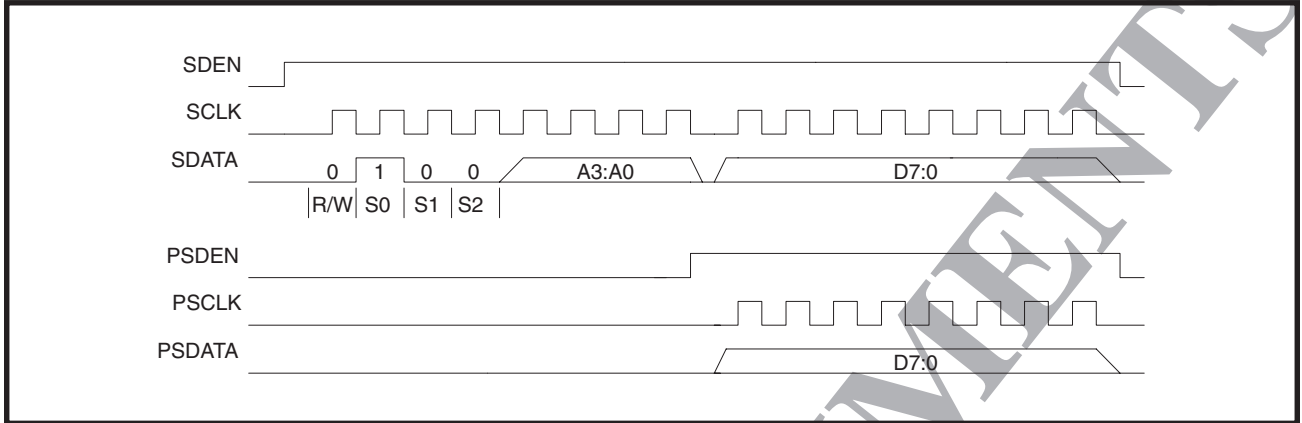 SDEN
SCLK
SDATA 0 1 0 0 A3:A0 D7:0
R/W S0 S1 S2
PSDEN
PSCLK
PSDATA D7:0